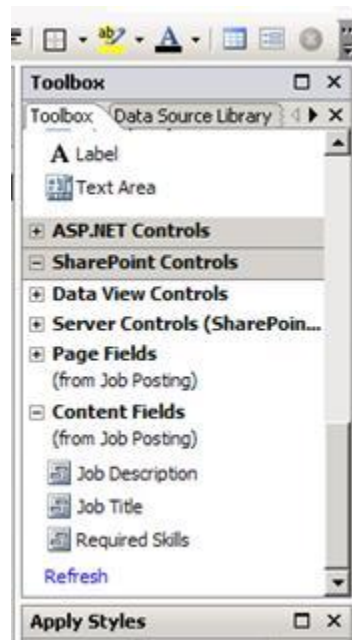 Toolbox
Toolbox Data Source Library
A Label
Text Area
ASP.NET Controls
SharePoint Controls
Data View Controls
Server Controls (SharePoin...
Page Fields
(from Job Posting)
Content Fields
(from Job Posting)
Job Description
Job Title
Required Skills
Refresh
Apply Styles